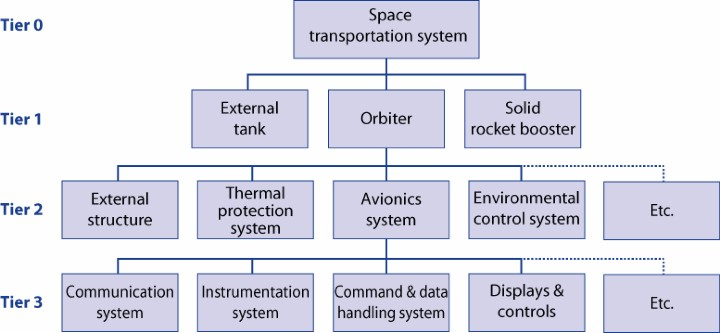 Tier 0
Space
transportation system
Tier 1
External
tank
Orbiter
Solid
rocket booster
Tier 2
External
structure
Thermal
protection
system
Avionics
system
Environmental
control system
Etc.
Tier 3
Communication
system
Instrumentation
system
Command & data
handling system
Displays &
controls
Etc.